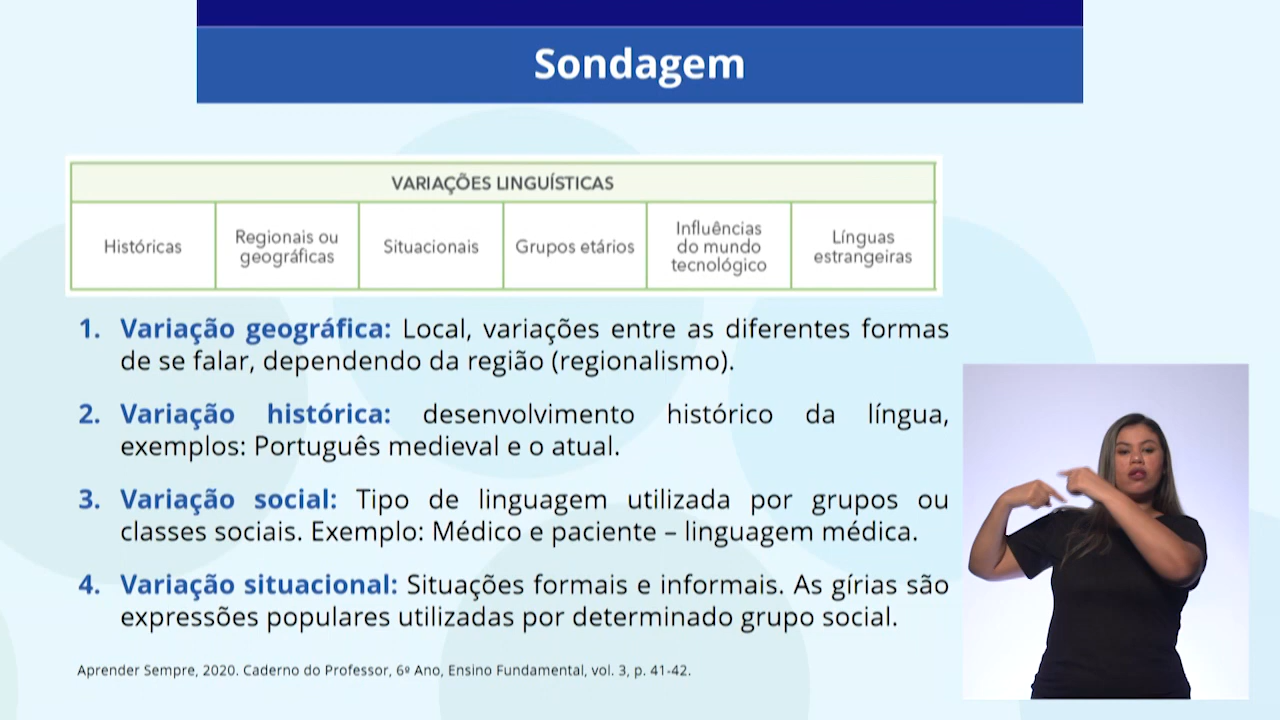 Sondagem
VARIAÇÕES LINGUÍSTICAS
Históricas
Regionais ou
geográficas
Situacionais
Grupos etários
Influências
do mundo
tecnológico
Línguas
estrangeiras
1. Variação geográfica: Local, variações entre as diferentes formas
de se falar, dependendo da região (regionalismo).
2. Variação histórica: desenvolvimento histórico da língua,
exemplos: Português medieval e o atual.
3. Variação social: Tipo de linguagem utilizada por grupos ou
classes sociais. Exemplo: Médico e paciente – linguagem médica.
4. Variação situacional: Situações formais e informais. As gírias são
expressões populares utilizadas por determinado grupo social.
Aprender Sempre, 2020. Caderno do Professor, 6º Ano, Ensino Fundamental, vol. 3, p. 41-42.